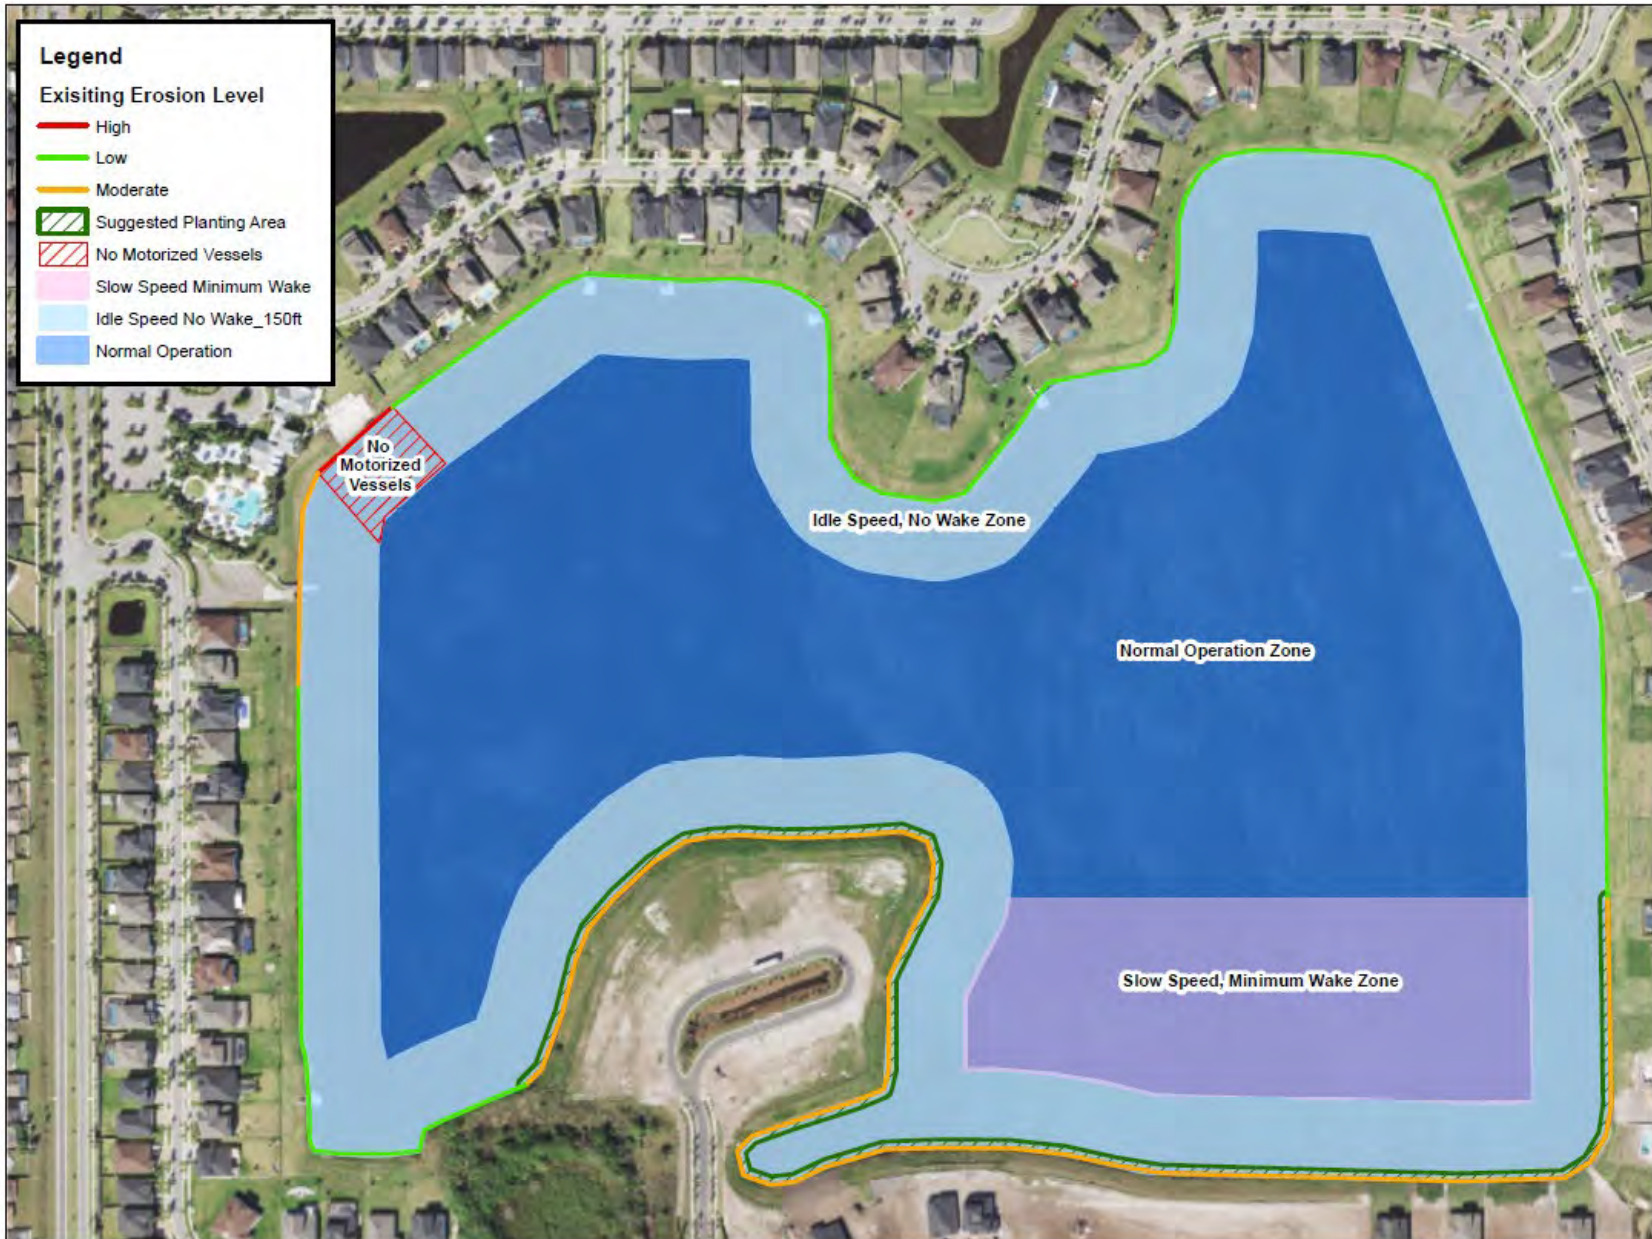 Legend
Exisiting Erosion Level
High
Low
Moderate
Suggested Planting Area
No Motorized Vessels
Slow Speed Minimum Wake
Idle Speed No Wake_150ft
Normal Operation
No
Motorized
Vessels
Idle Speed, No Wake Zone
Normal Operation Zone
Slow Speed, Minimum Wake Zone